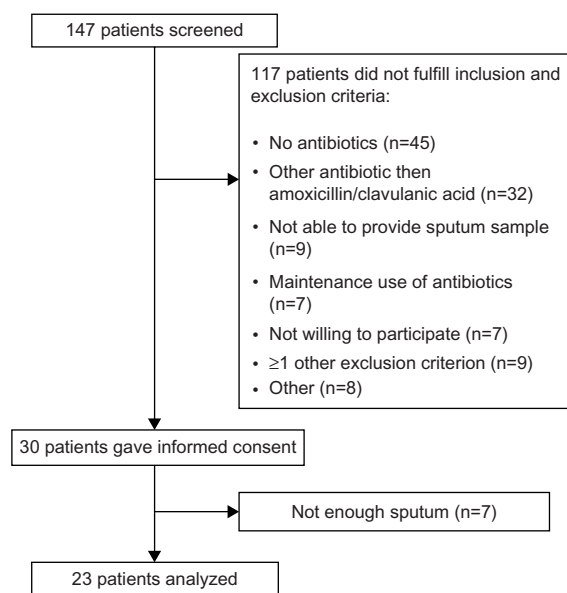 147 patients screened
117 patients did not fulfill inclusion and
exclusion criteria:
• No antibiotics (n=45)
• Other antibiotic then
amoxicillin/clavulanic acid (n=32)
• Not able to provide sputum sample
(n=9)
• Maintenance use of antibiotics
(n=7)
• Not willing to participate (n=7)
• ≥1 other exclusion criterion (n=9)
• Other (n=8)
30 patients gave informed consent
Not enough sputum (n=7)
23 patients analyzed